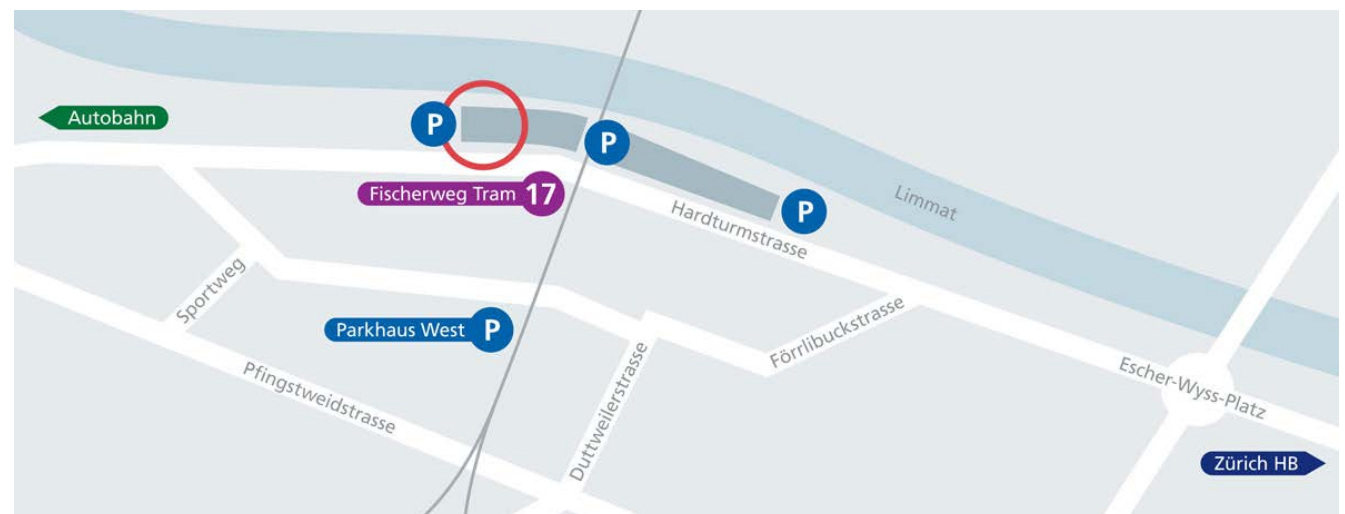 Autobahn
P
P
Fischerweg Tram 17
P
Limmat
Hardturmstrasse
Sportweg
Parkhaus West P
Förrlibuckstrasse
Pfingstweidstrasse
Duttweilerstrasse
Escher-Wyss-Platz
Zürich HB